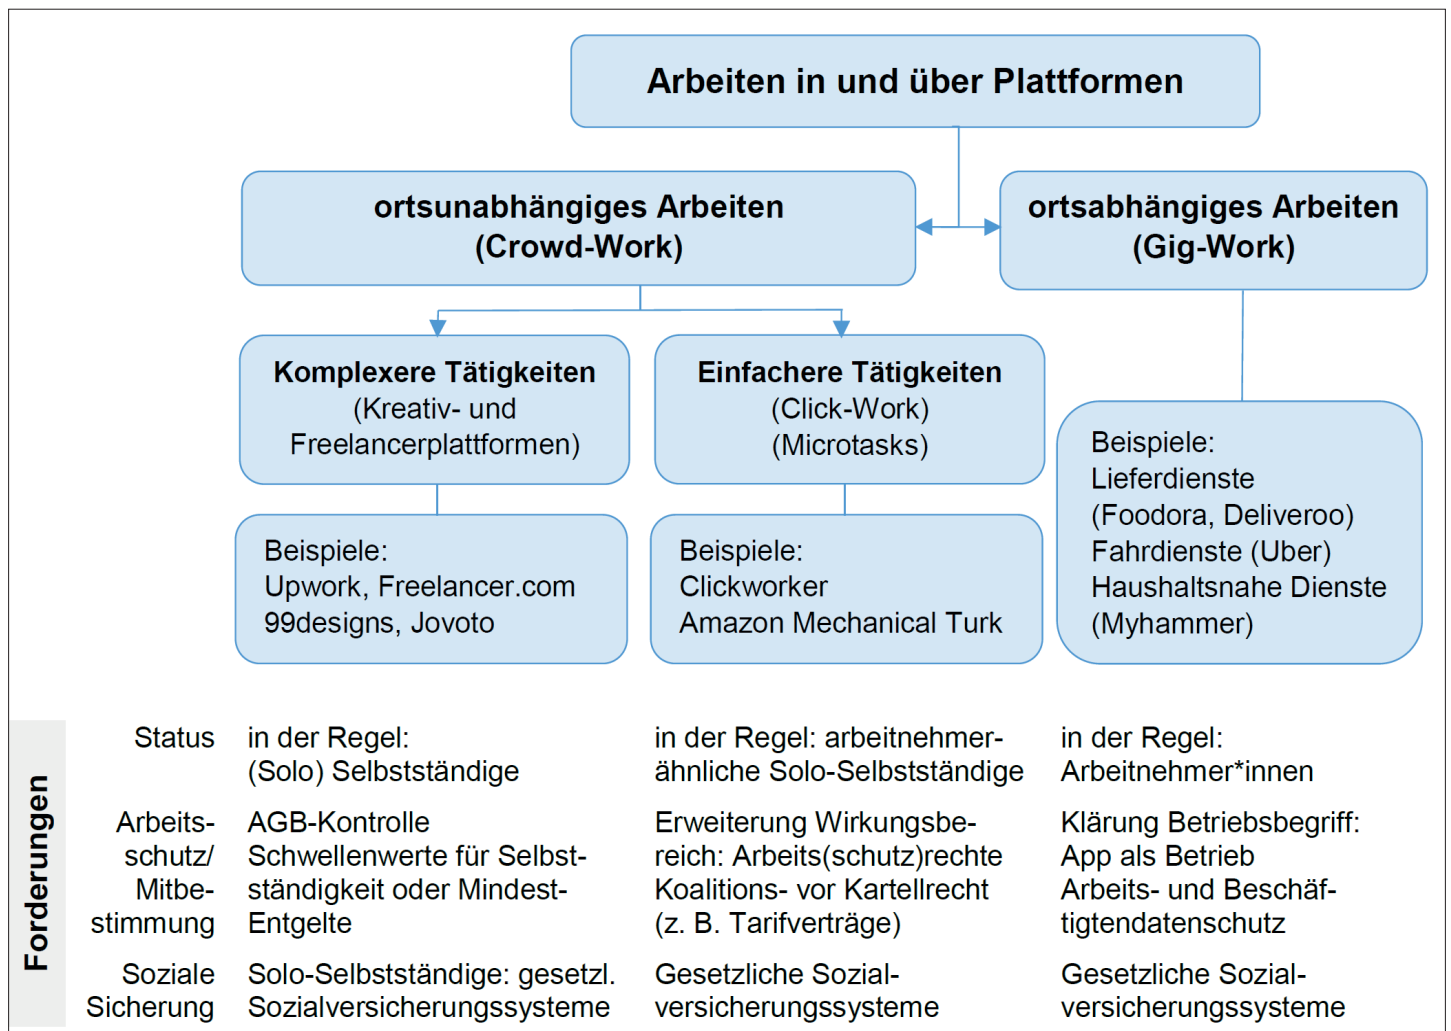 Arbeiten in und über Plattformen
ortsunabhängiges Arbeiten
(Crowd-Work)
ortsabhängiges Arbeiten
(Gig-Work)
Komplexere Tätigkeiten
(Kreativ- und
Freelancerplattformen)
Einfachere Tätigkeiten
(Click-Work)
(Microtasks)
Beispiele:
Upwork, Freelancer.com
99designs, Jovoto
Beispiele:
Clickworker
Amazon Mechanical Turk
Beispiele:
Lieferdienste
(Foodora, Deliveroo)
Fahrdienste (Uber)
Haushaltsnahe Dienste
(Myhammer)
Forderungen
Status
in der Regel:
(Solo) Selbstständige
in der Regel: arbeitnehmer-
ähnliche Solo-Selbstständige
in der Regel:
Arbeitnehmer*innen
Arbeits-
schutz/
Mitbe-
stimmung
AGB-Kontrolle
Schwellenwerte für Selbst-
ständigkeit oder Mindest-
Entgelte
Erweiterung Wirkungsbe-
reich: Arbeits(schutz)rechte
Koalitions- vor Kartellrecht
(z. B. Tarifverträge)
Klärung Betriebsbegriff:
App als Betrieb
Arbeits- und Beschäf-
tigtendatenschutz
Soziale
Sicherung
Solo-Selbstständige: gesetzl.
Sozialversicherungssysteme
Gesetzliche Sozial-
versicherungssysteme
Gesetzliche Sozial-
versicherungssysteme